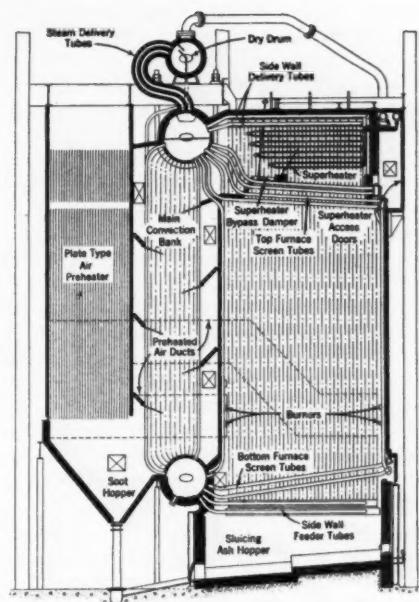 Steam Delivery
Tubes
Dry Drum
Side Wall
Delivery Tubes
Superheater
Superheater
Bypass Damper
Superheater
Access
Doors
Top Furnace
Screen Tubes
Main
Convection
Bank
Plate Type
Air
Preheater
Preheated
Air Ducts
Burners
Bottom Furnace
Screen Tubes
Soot
Hopper
Side Wall
Feeder Tubes
Sluicing
Ash Hopper